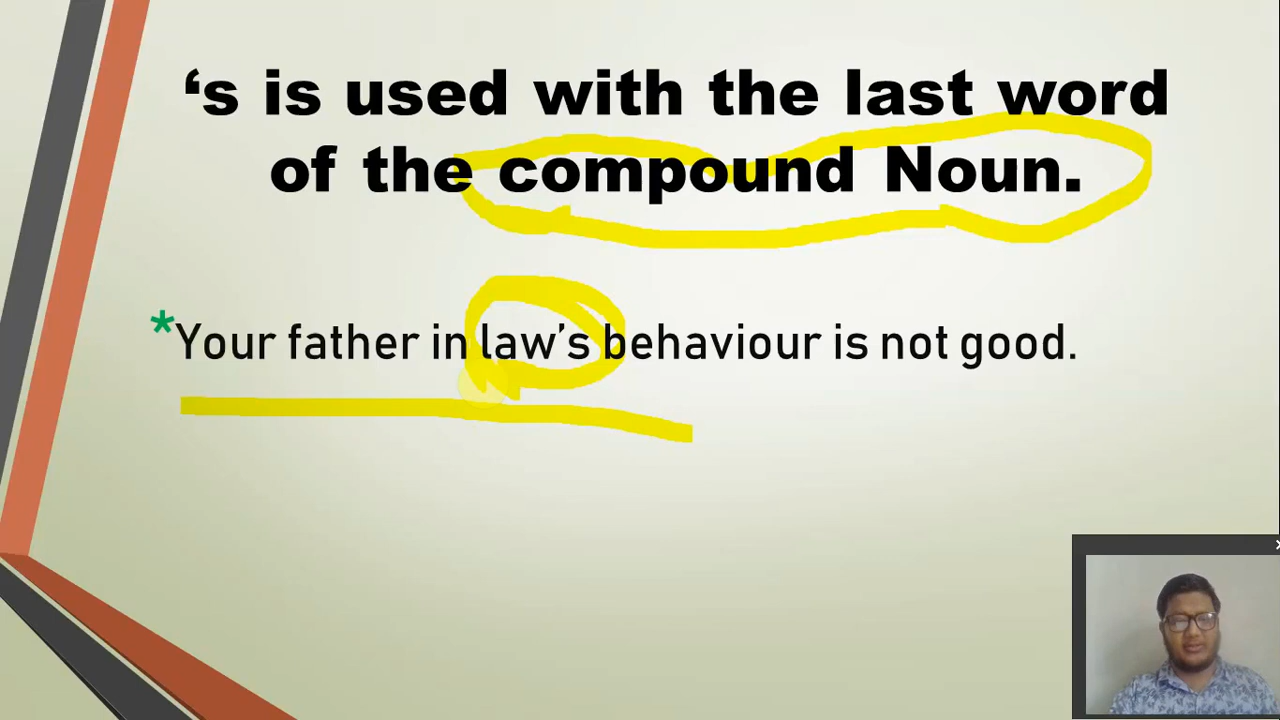 ‘s is used with the last word
of the compound Noun.
*Your father in law’s behaviour is not good.